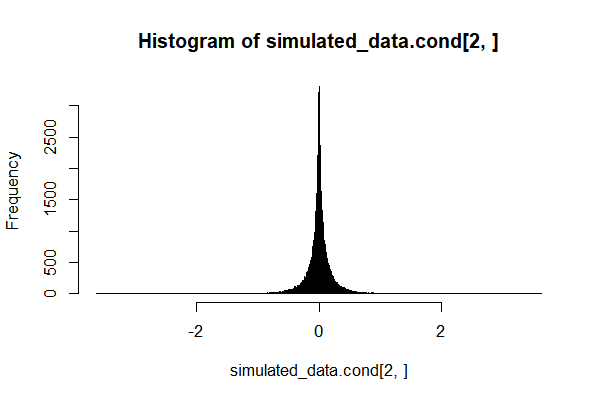 Histogram of simulated_data.cond[2, ]
Frequency
2500
1500
500
0
-2
0
2
simulated_data.cond[2, ]